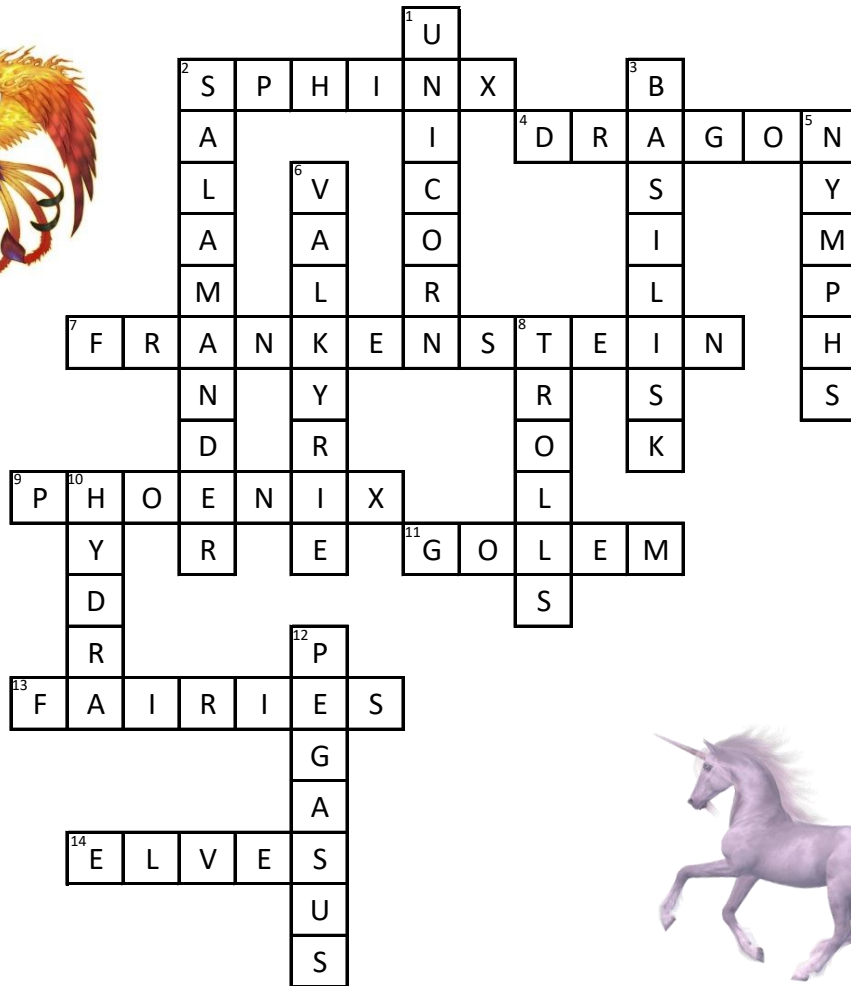 1 U
2 S P H I N X 3 B
A I 4 D R A G O 5 N
L 6 V C S Y
A A O I M
M L R L P
7 F R A N K E N S 8 T E I N H
N Y R S S
D R O K
9 P 10 H O E N I X L
Y R E 11 G O L E M
D S
R 12 P
13 F A I R I E S
G
A
14 E L V E S
U
S